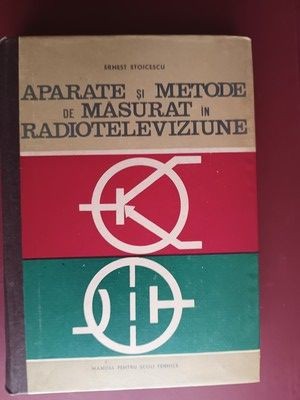 ERNEST STOICESCU
APARATE ȘI METODE
DE MĂSURAT ÎN
RADIOTELEVIZIUNE
MANUAL PENTRU ȘCOLI TEHNICE